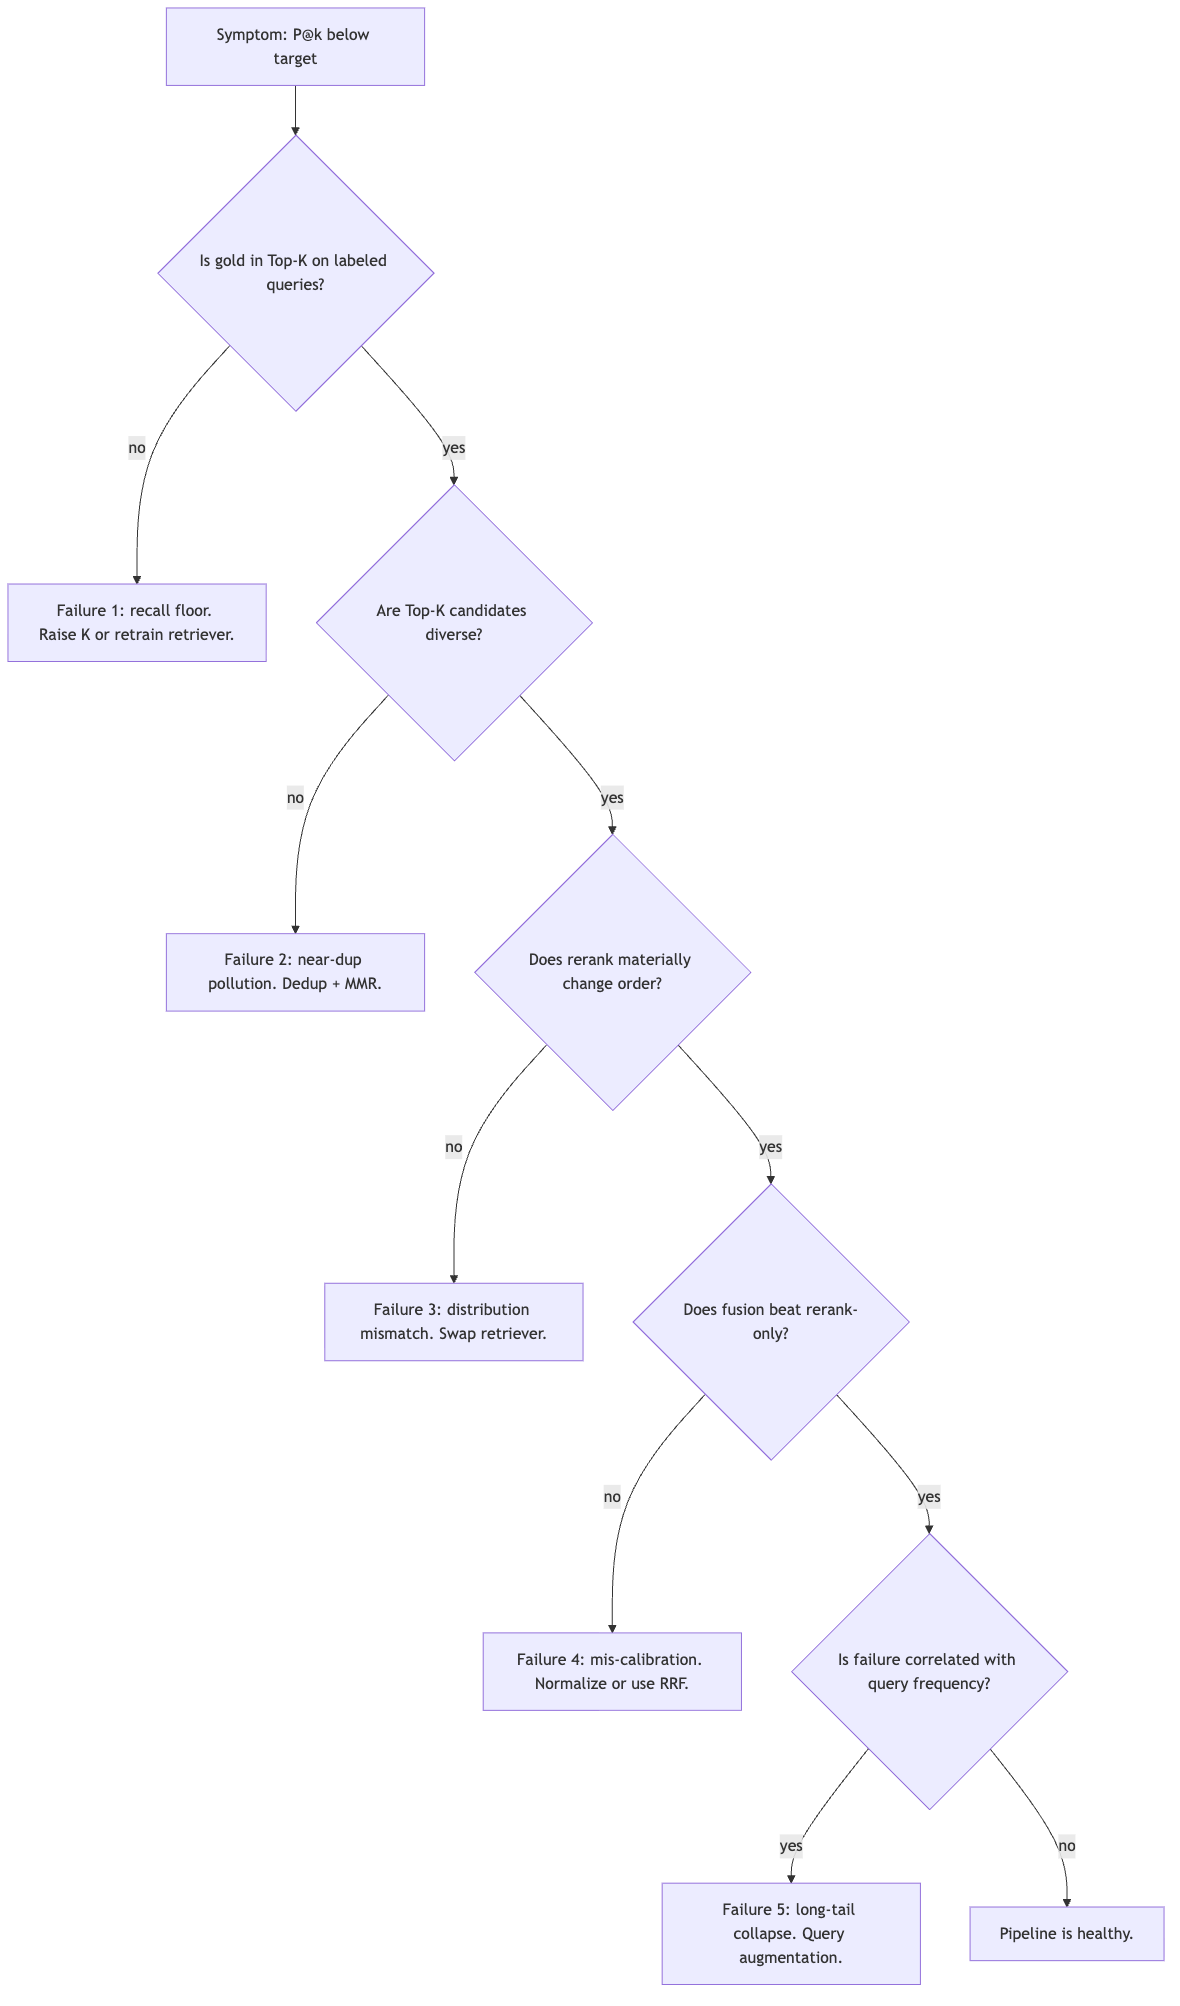 Symptom: P@k below
target
Is gold in Top-K on labeled
queries?
no
yes
Failure 1: recall floor.
Raise K or retrain retriever.
Are Top-K candidates
diverse?
no
yes
Failure 2: near-dup
pollution. Dedup + MMR.
Does rerank materially
change order?
no
yes
Failure 3: distribution
mismatch. Swap retriever.
Does fusion beat rerank-
only?
no
yes
Failure 4: mis-calibration.
Normalize or use RRF.
Is failure correlated with
query frequency?
yes
no
Failure 5: long-tail
collapse. Query
augmentation.
Pipeline is healthy.